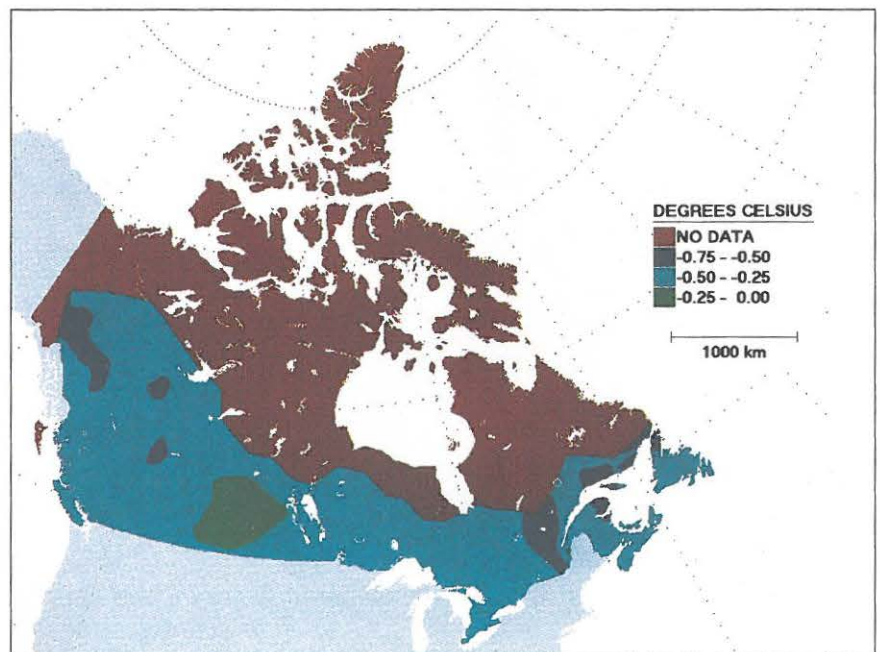 DEGREES CELSIUS
NO DATA
-0.75 - -0.50
-0.50 - -0.25
-0.25 - 0.00
1000 km